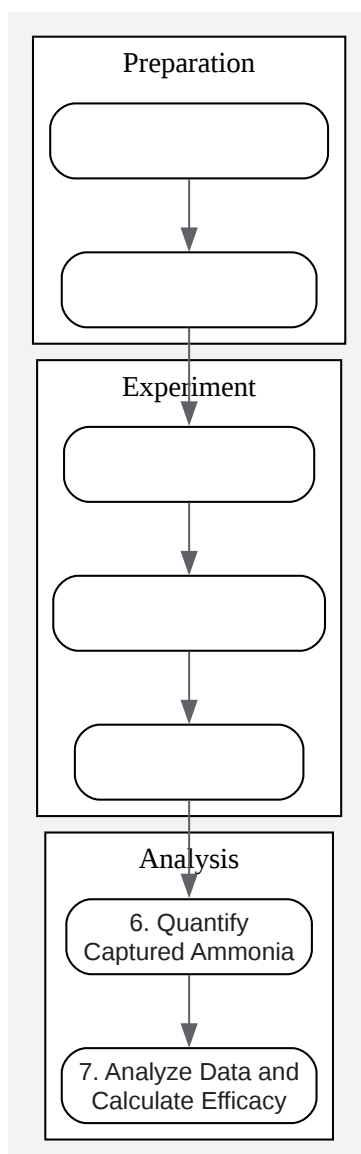 Preparation
Experiment
Analysis
6. Quantify
Captured Ammonia
7. Analyze Data and
Calculate Efficacy